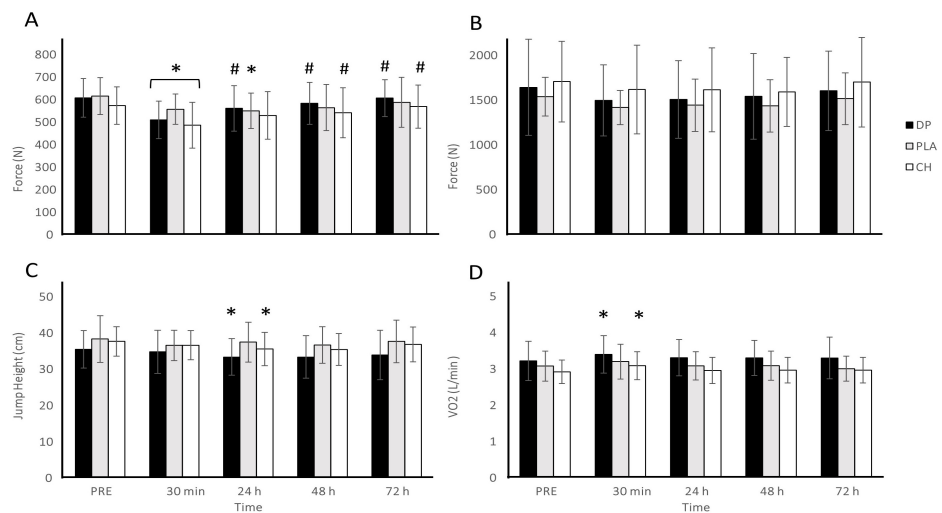 A
# * # # # #
*
800
700
600
500
400
300
200
100
0
Force (N)
B
2000
1500
1000
500
0
Force (N)
DP
PLA
CH
C
* *
50
40
30
20
10
0
Jump Height (cm)
PRE 30 min 24 h 48 h 72 h
Time
D
* *
5
4
3
2
1
0
VO2 (L/min)
PRE 30 min 24 h 48 h 72 h
Time